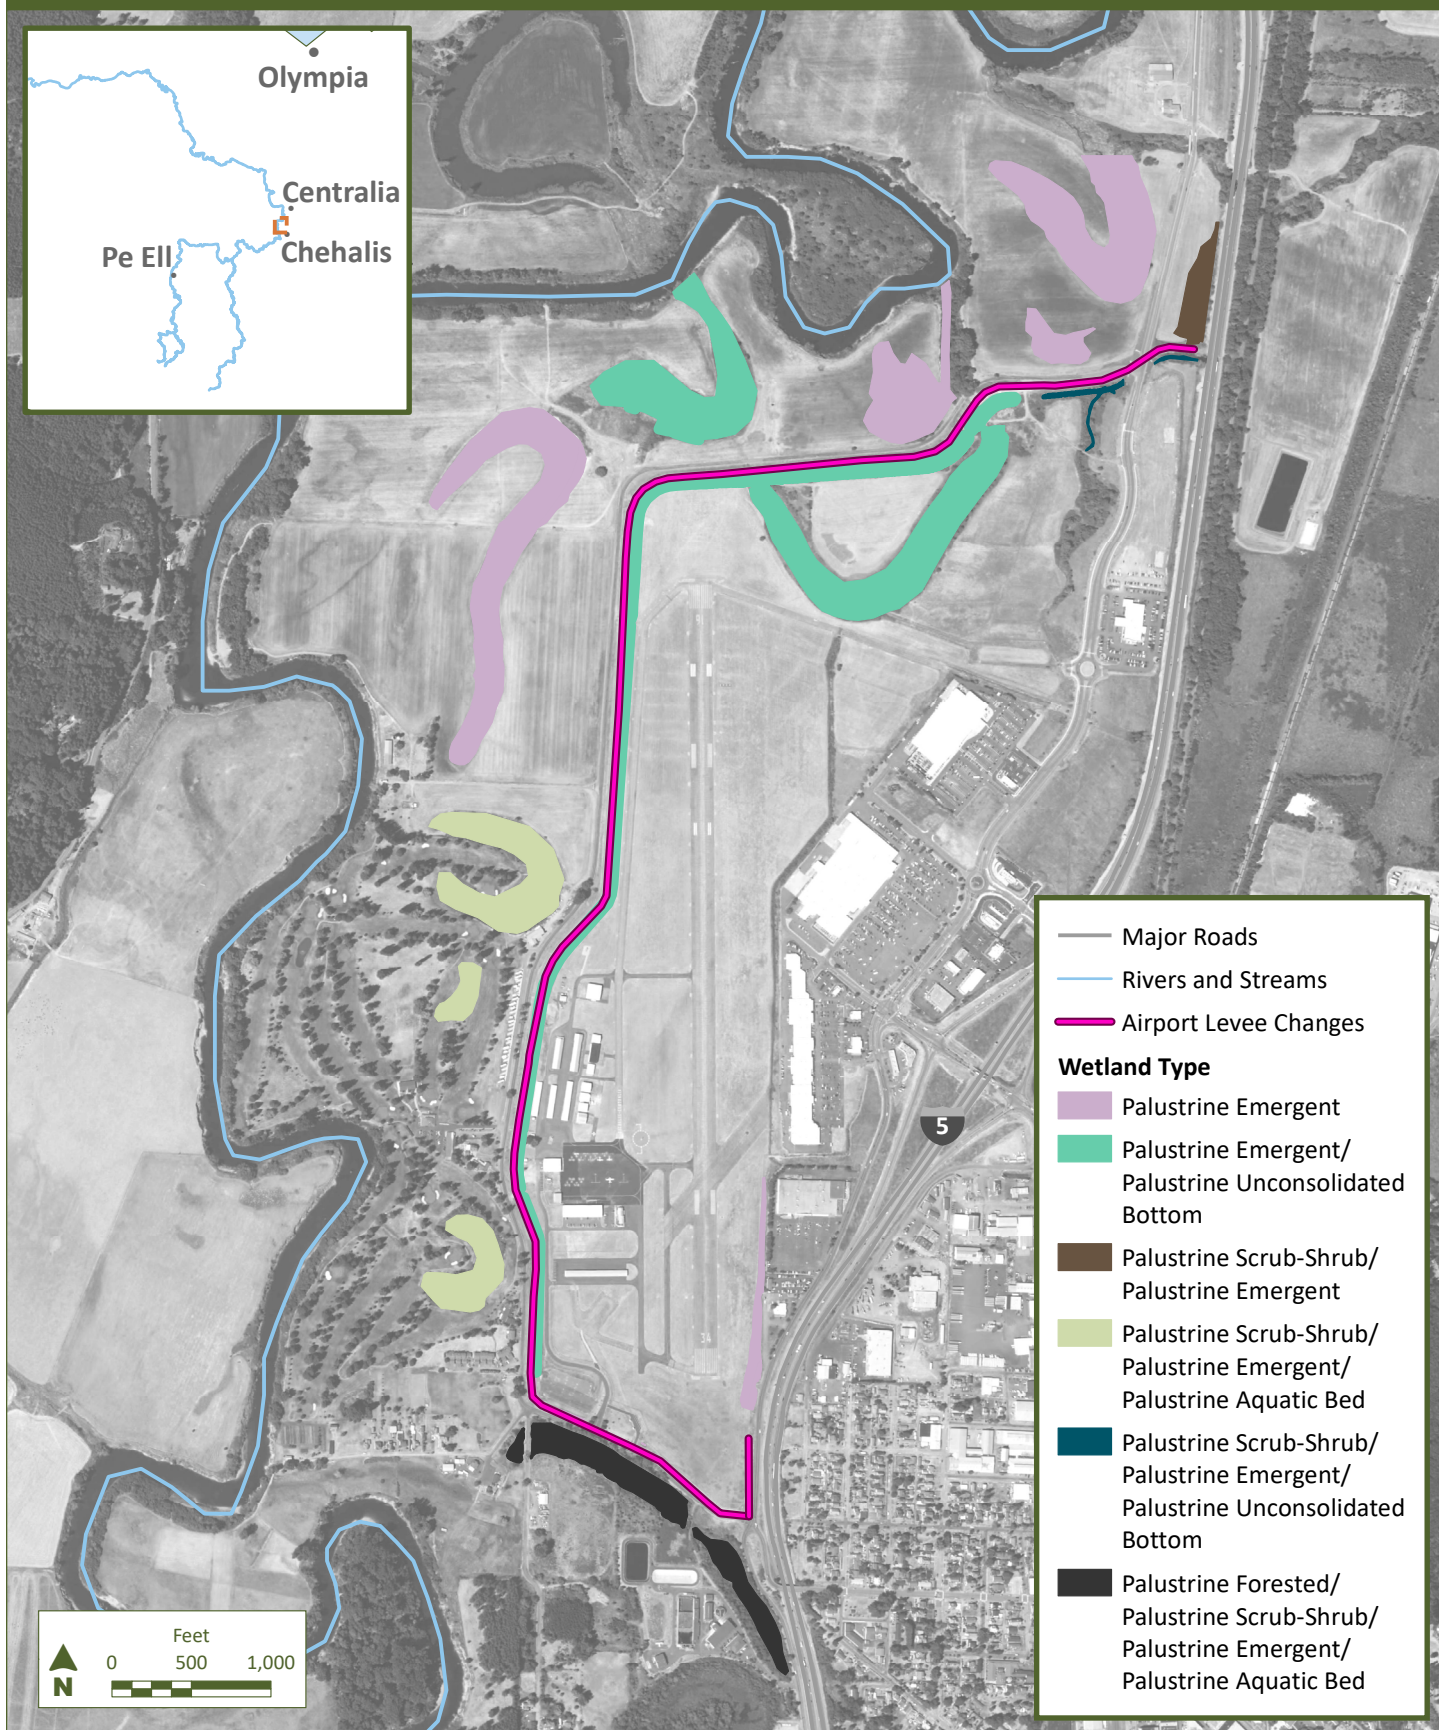 Olympia
Centralia
Chehalis
Pe Ell
34
5
Major Roads
Rivers and Streams
Airport Levee Changes
Wetland Type
Palustrine Emergent
Palustrine Emergent/
Palustrine Unconsolidated
Bottom
Palustrine Scrub-Shrub/
Palustrine Emergent
Palustrine Scrub-Shrub/
Palustrine Emergent/
Palustrine Aquatic Bed
Palustrine Scrub-Shrub/
Palustrine Emergent/
Palustrine Unconsolidated
Bottom
Palustrine Forested/
Palustrine Scrub-Shrub/
Palustrine Emergent/
Palustrine Aquatic Bed
Feet
0 500 1,000
N